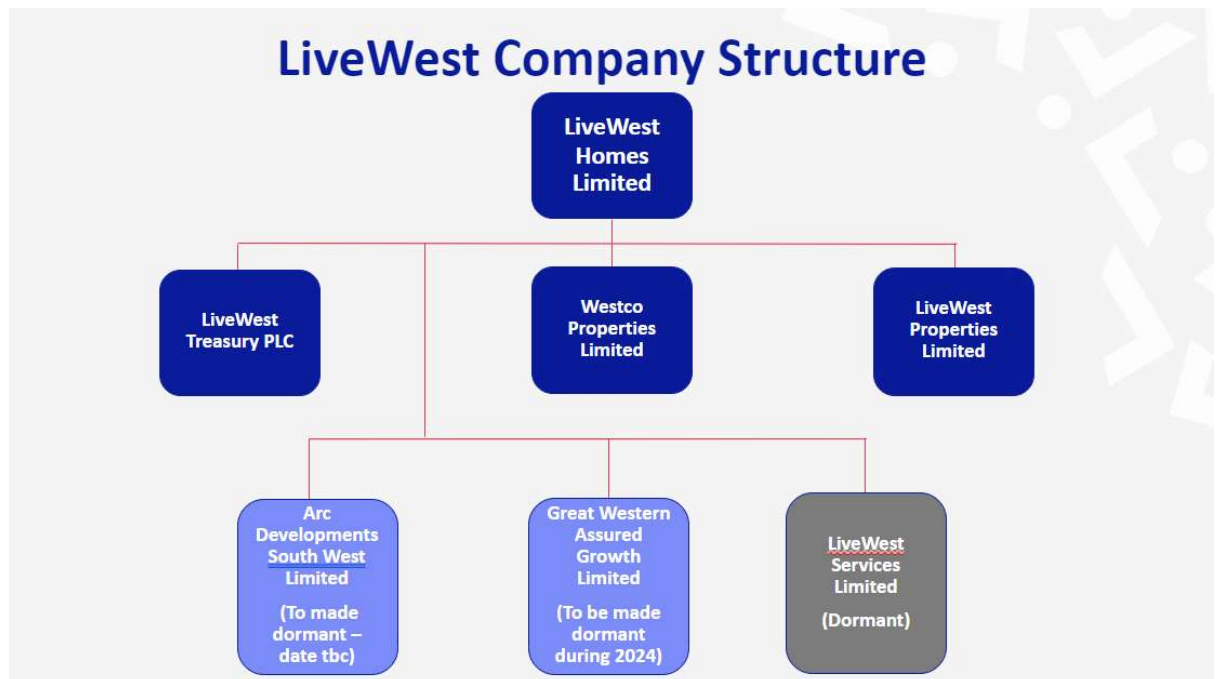 LiveWest Company Structure
LiveWest
Homes
Limited
LiveWest
Treasury PLC
Westco
Properties
Limited
LiveWest
Properties
Limited
Arc
Developments
South West
Limited
(To made
dormant –
date tbc)
Great Western
Assured
Growth
Limited
(To be made
dormant
during 2024)
LiveWest
Services
Limited
(Dormant)